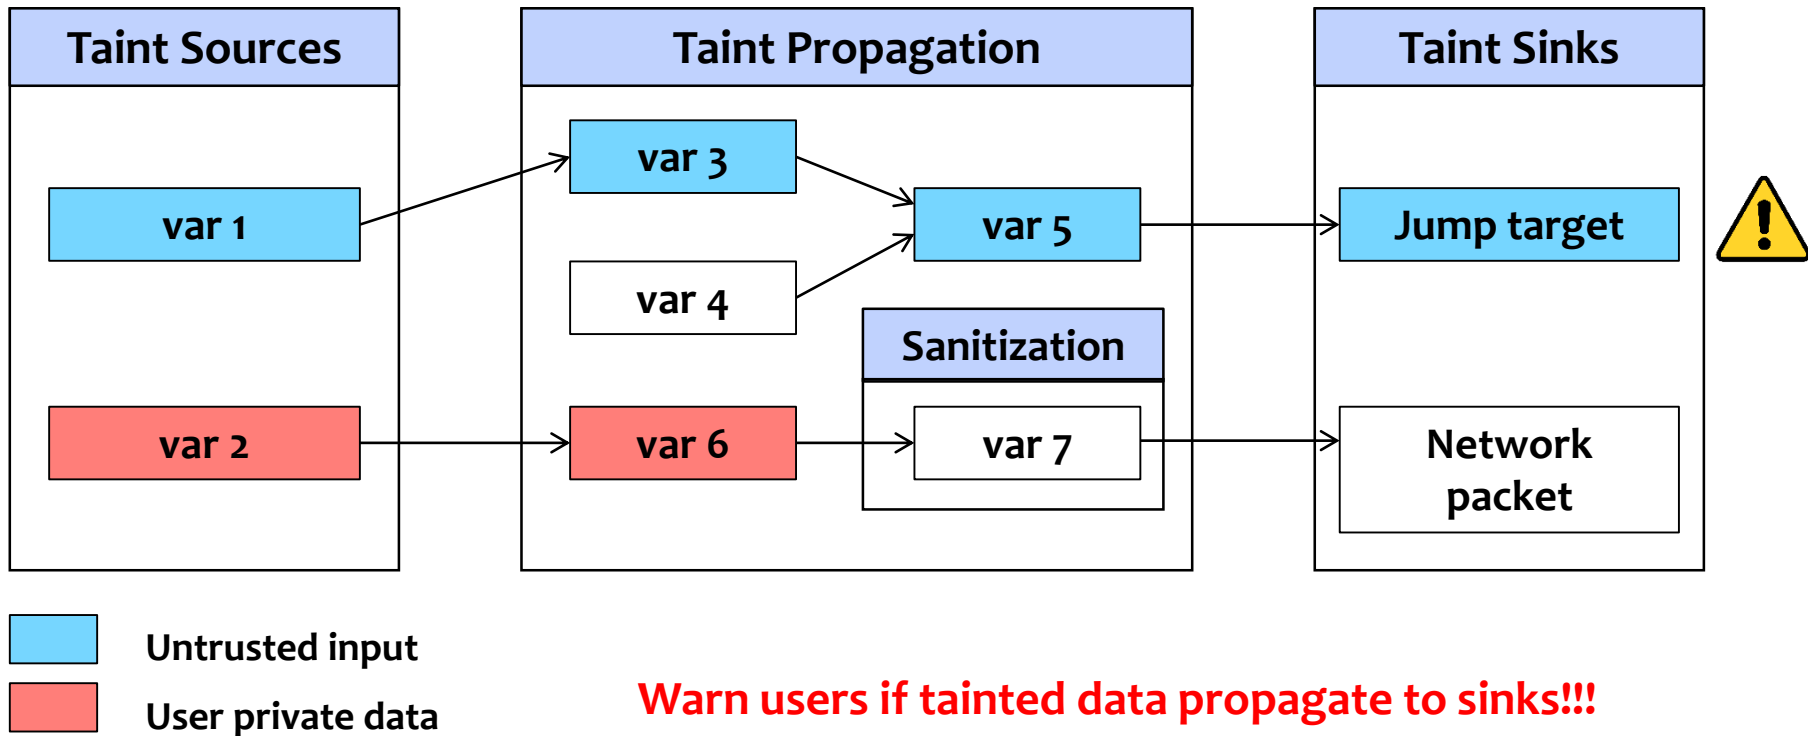 Taint Sources
Taint Propagation
Taint Sinks
var 1
var 2
var 3
var 4
var 5
Sanitization
var 6
var 7
Jump target
Network
packet
Untrusted input
User private data
Warn users if tainted data propagate to sinks!!!